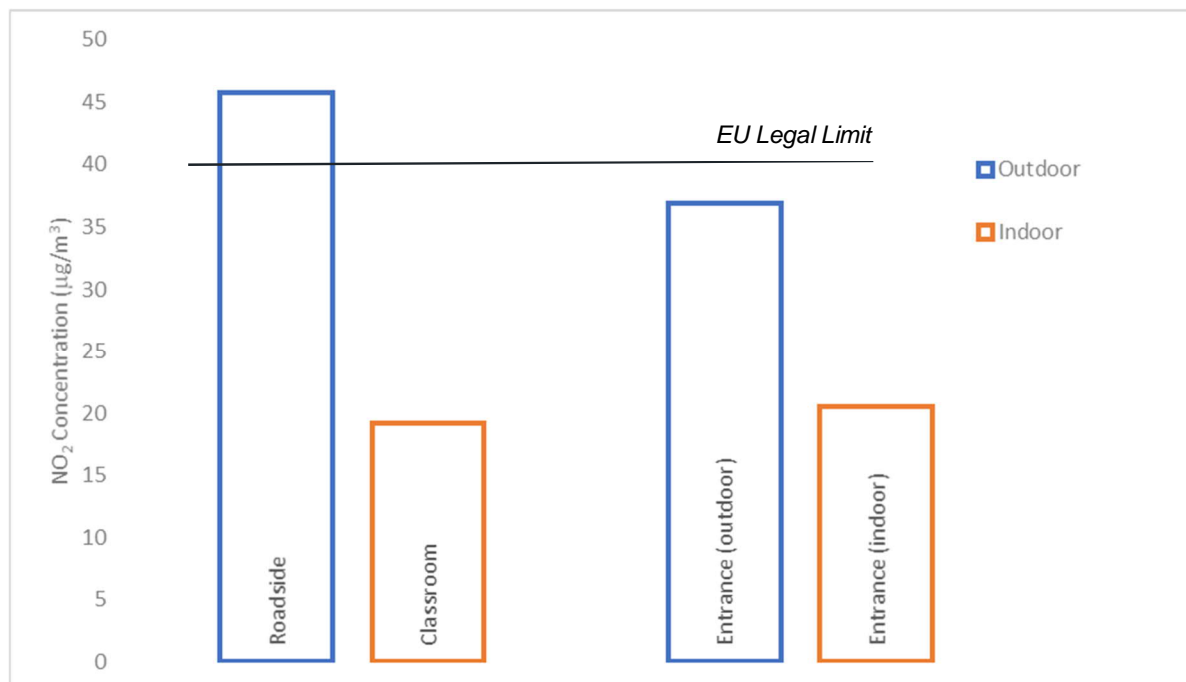 50
45
40
35
30
25
20
15
10
5
0
NO₂ Concentration (µg/m³)
EU Legal Limit
Roadside
Classroom
Entrance (outdoor)
Entrance (indoor)
Outdoor
Indoor